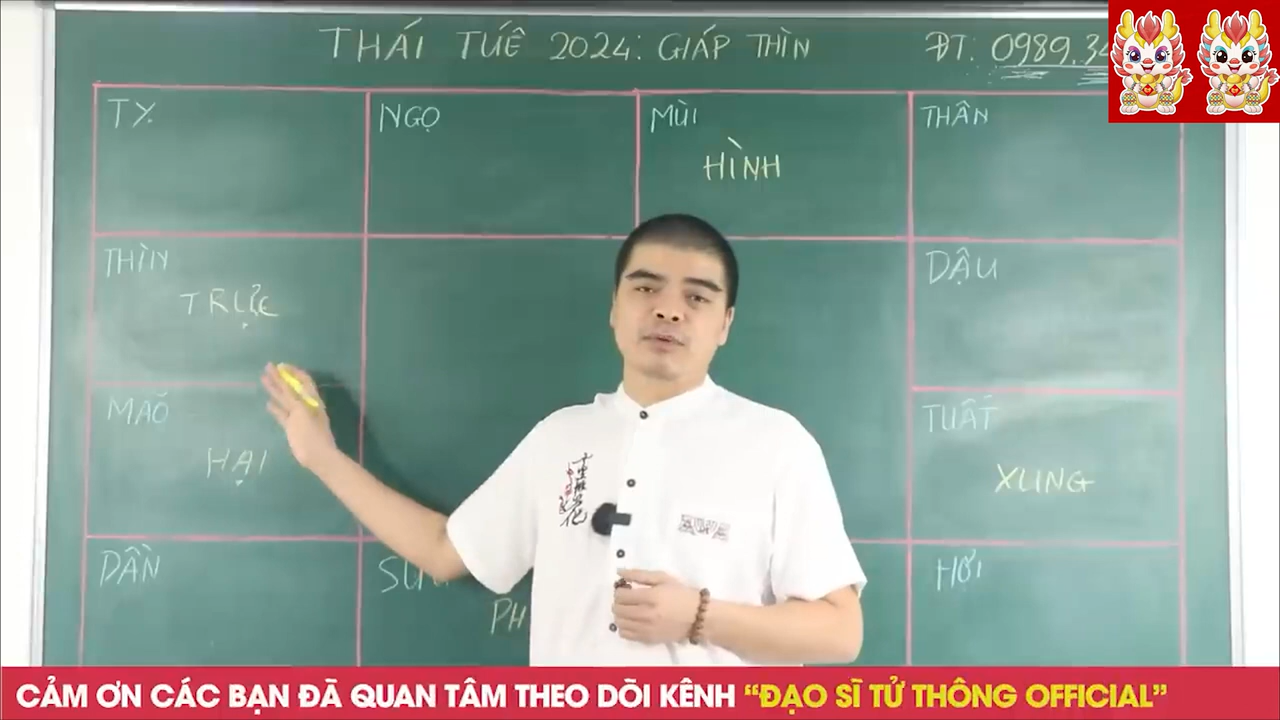 THÁI TUẾ 2024: GIÁP THÌN
ĐT: 0989.34
TỴ
NGỌ
MÙI
THÂN
HÌNH
THÌN
DẬU
TRỰC
MÃO
TUẤT
HẠI
XUNG
DẦN
HỢI
PH
CẢM ƠN CÁC BẠN ĐÃ QUAN TÂM THEO DÕI KÊNH “ĐẠO SĨ TỬ THÔNG OFFICIAL”